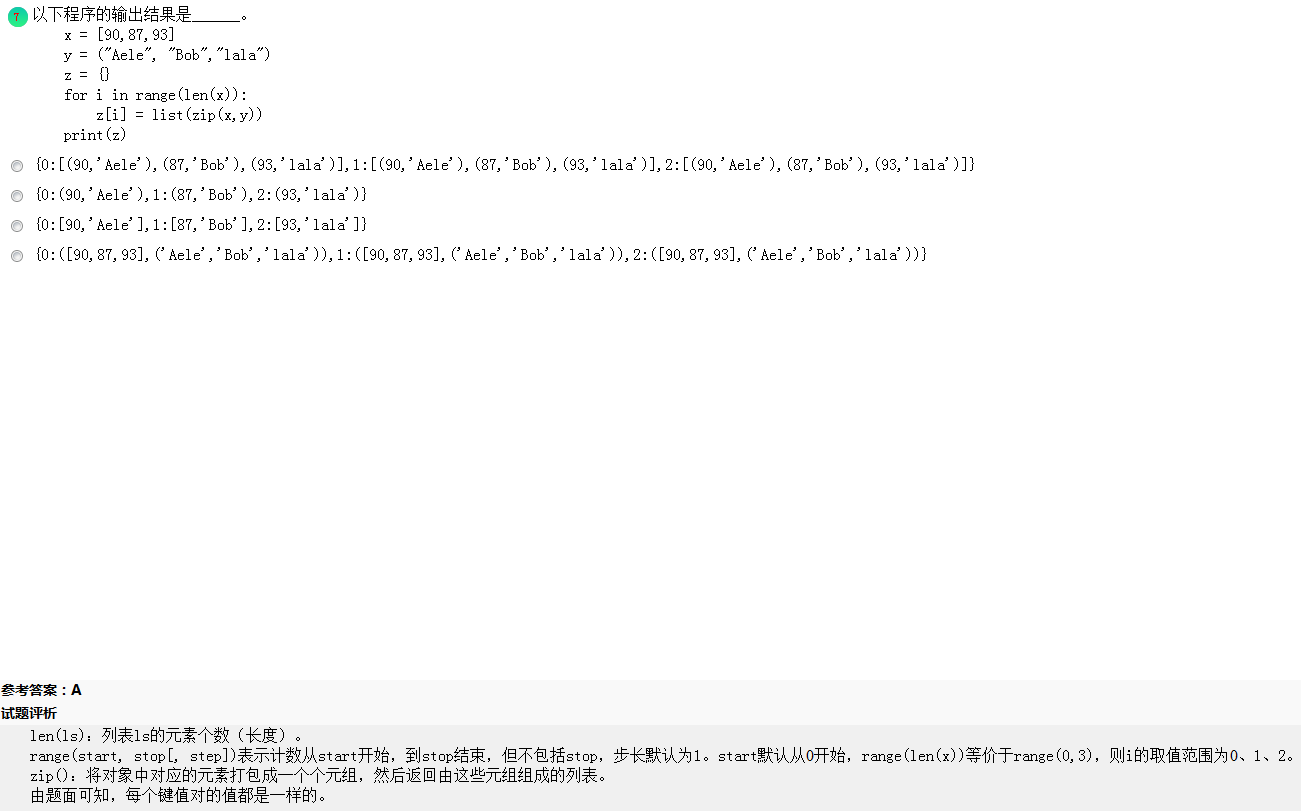 7 以下程序的输出结果是______。
x = [90,87,93]
y = ("Aele", "Bob","lala")
z = {}
for i in range(len(x)):
    z[i] = list(zip(x,y))
print(z)
{0:[(90,'Aele'),(87,'Bob'),(93,'lala')],1:[(90,'Aele'),(87,'Bob'),(93,'lala')],2:[(90,'Aele'),(87,'Bob'),(93,'lala')]}
{0:(90,'Aele'),1:(87,'Bob'),2:(93,'lala')}
{0:[90,'Aele'],1:[87,'Bob'],2:[93,'lala']}
{0:([90,87,93],('Aele','Bob','lala')),1:([90,87,93],('Aele','Bob','lala')),2:([90,87,93],('Aele','Bob','lala'))}
参考答案：A
试题评析
len(ls)：列表ls的元素个数（长度）。
range(start, stop[, step])表示计数从start开始，到stop结束，但不包括stop，步长默认为1。start默认从0开始，range(len(x))等价于range(0,3)，则i的取值范围为0、1、2。
zip()：将对象中对应的元素打包成一个个元组，然后返回由这些元组组成的列表。
由题面可知，每个键值对的值都是一样的。